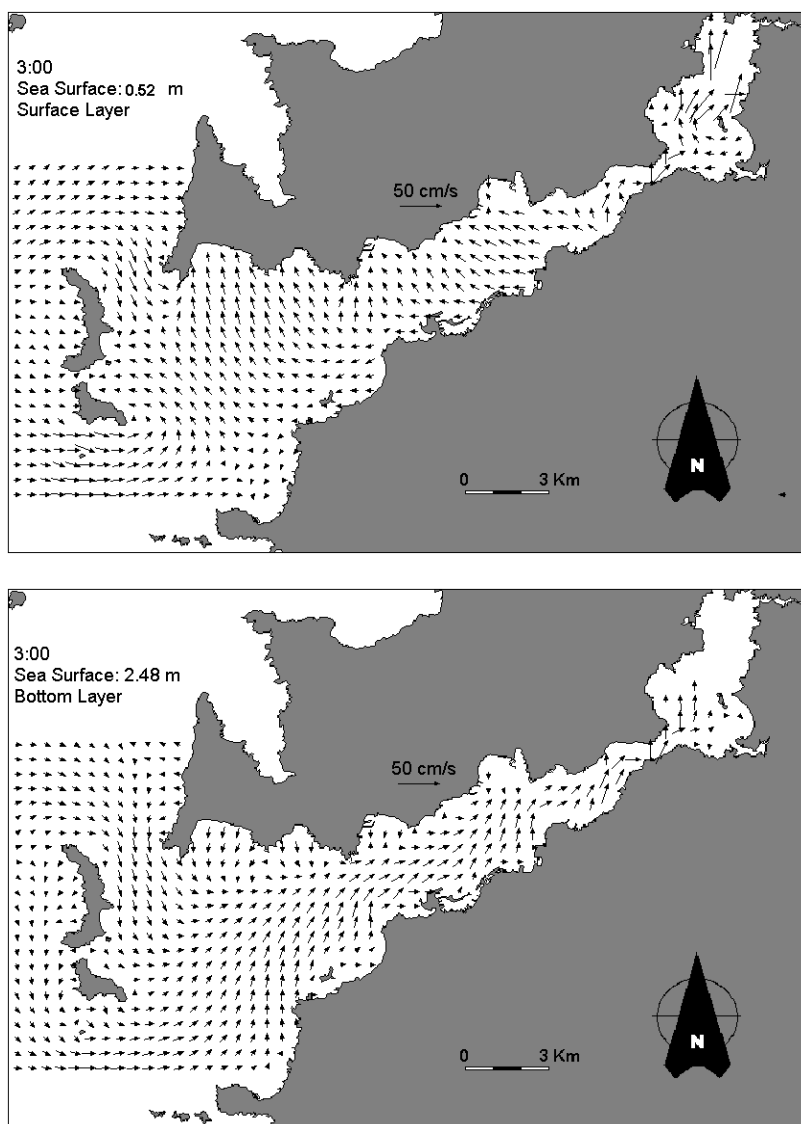 3:00
Sea Surface: 0.52 m
Surface Layer
50 cm/s
0 3 Km
N
3:00
Sea Surface: 2.48 m
Bottom Layer
50 cm/s
0 3 Km
N